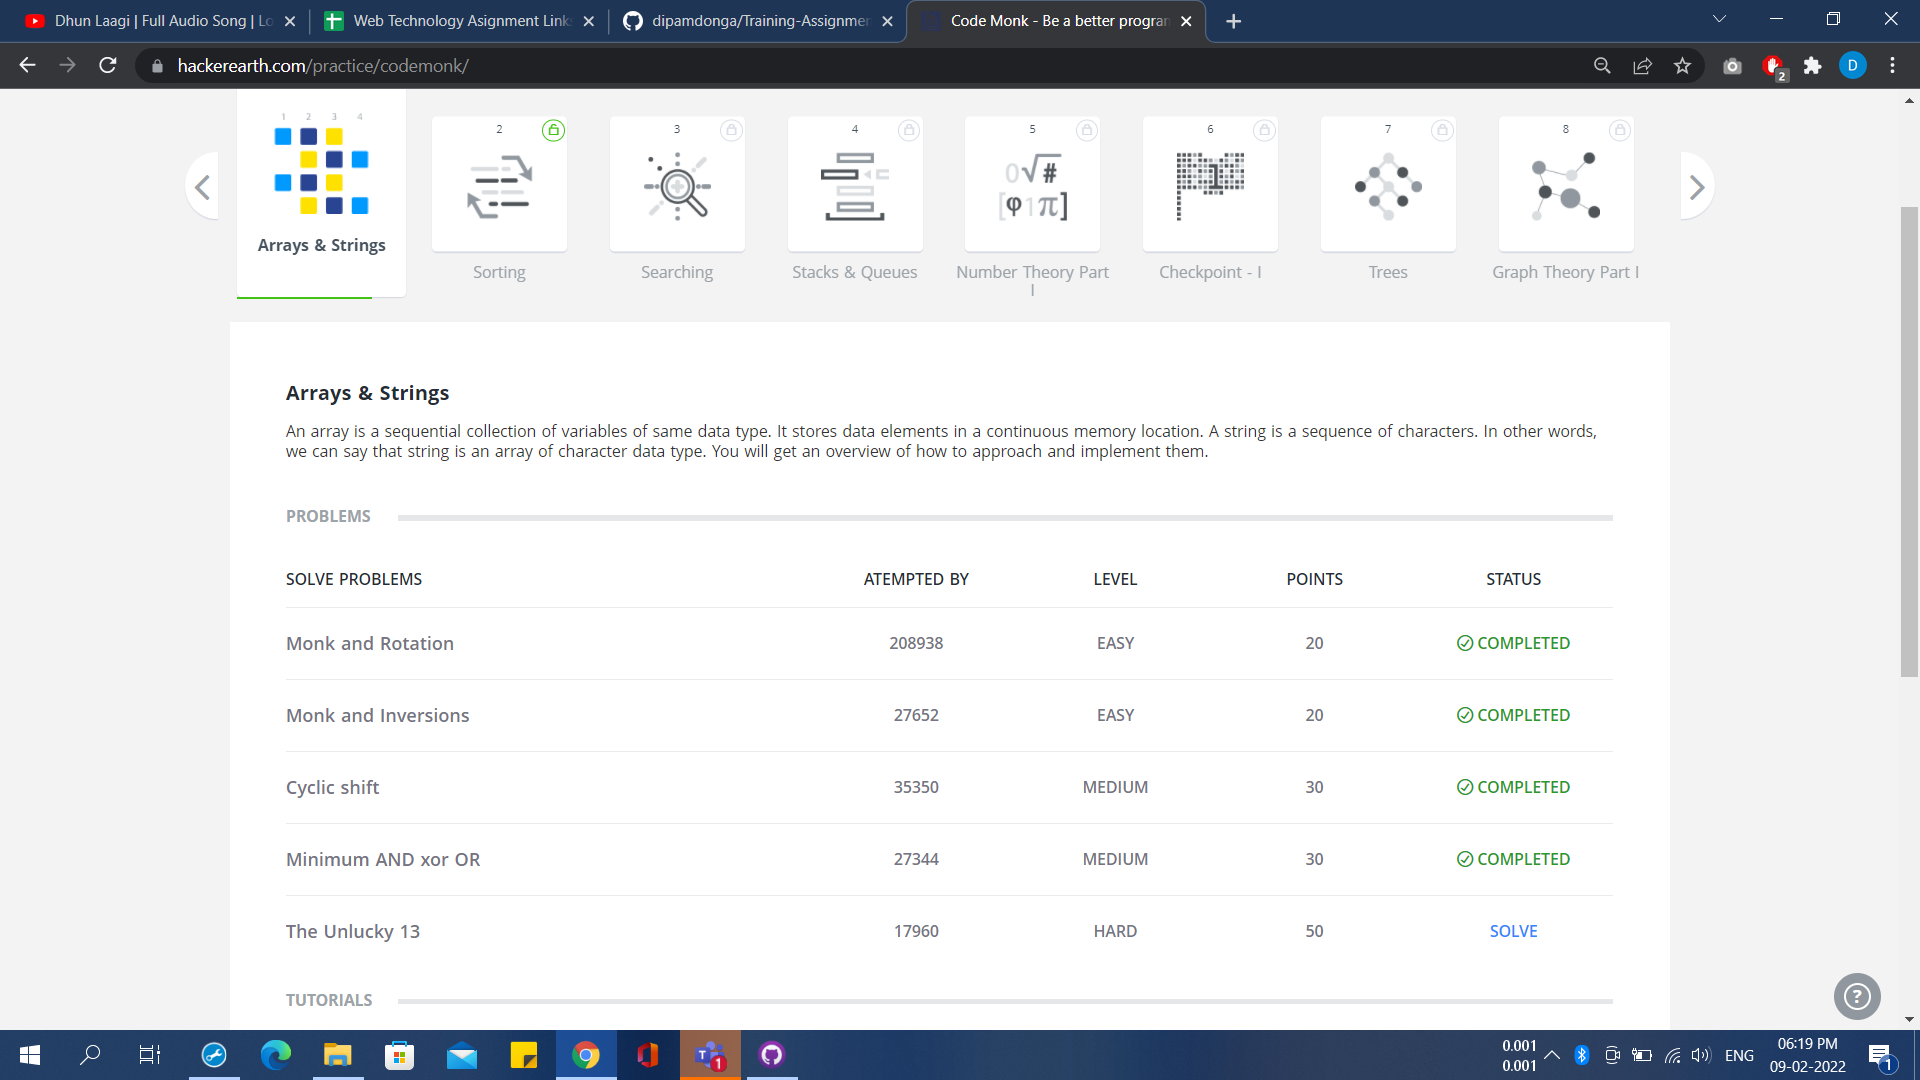 Dhun Laagi | Full Audio Song | Lo
Web Technology Asignment Link
dipamdonga/Training-Assignmen
Code Monk - Be a better program
hackerearth.com/practice/codemonk/
2
D
1 2 3 4
Arrays & Strings
2
Sorting
3
Searching
4
Stacks & Queues
5
0√#
[φ1π]
Number Theory Part
I
6
1
Checkpoint - I
7
Trees
8
Graph Theory Part I
Arrays & Strings
An array is a sequential collection of variables of same data type. It stores data elements in a continuous memory location. A string is a sequence of characters. In other words,
we can say that string is an array of character data type. You will get an overview of how to approach and implement them.
PROBLEMS
SOLVE PROBLEMS ATEMPTED BY LEVEL POINTS STATUS
Monk and Rotation 208938 EASY 20 COMPLETED
Monk and Inversions 27652 EASY 20 COMPLETED
Cyclic shift 35350 MEDIUM 30 COMPLETED
Minimum AND xor OR 27344 MEDIUM 30 COMPLETED
The Unlucky 13 17960 HARD 50 SOLVE
TUTORIALS
?
T
1
0.001
0.001
ENG
06:19 PM
09-02-2022
1